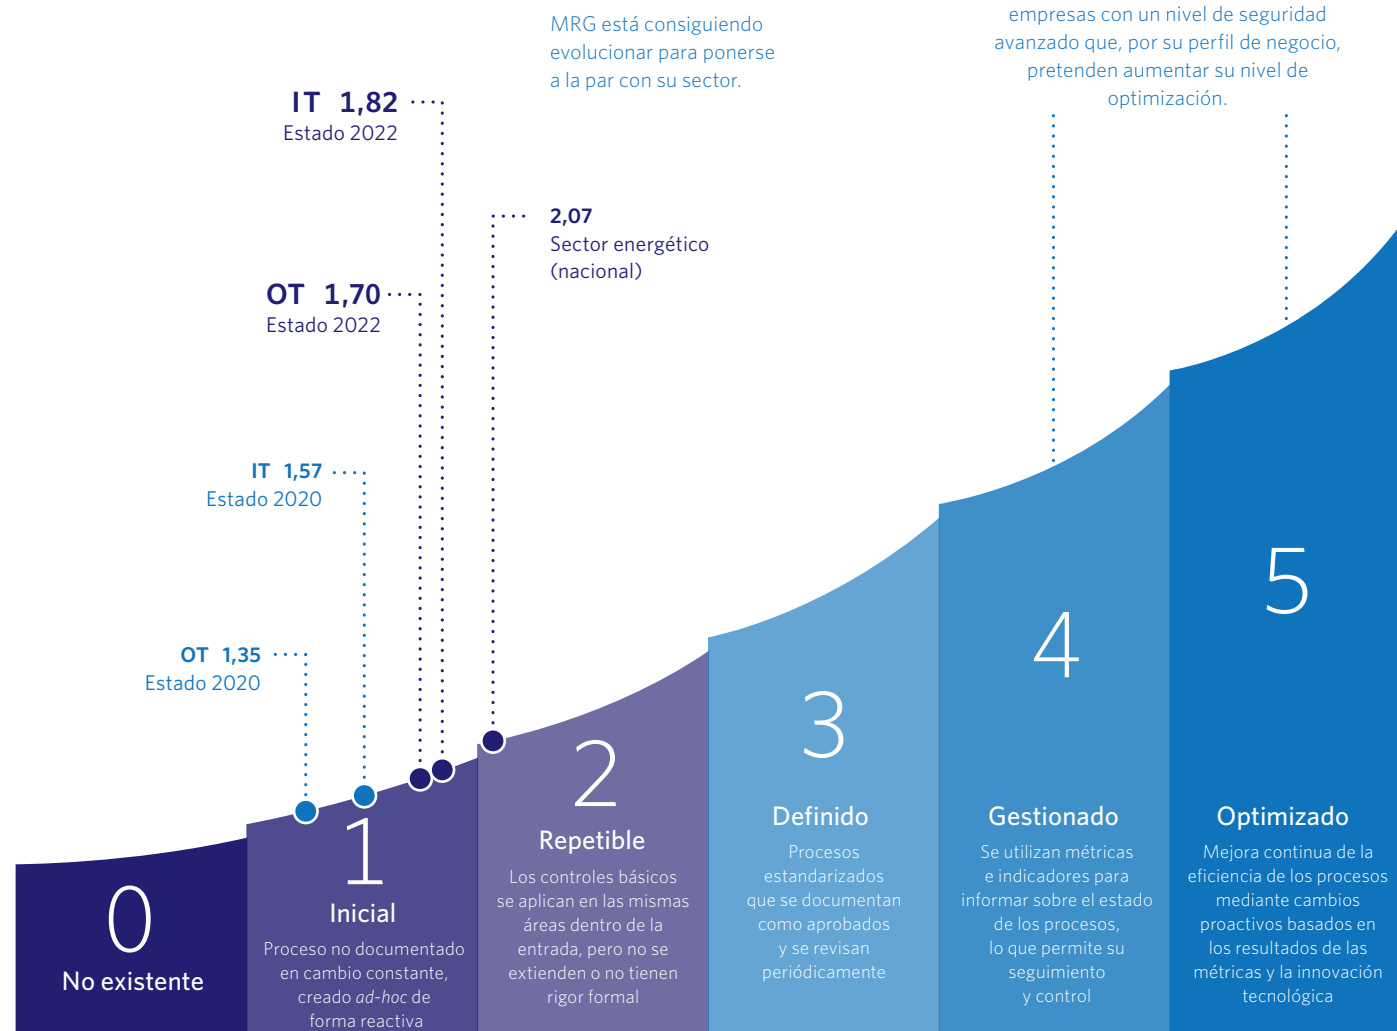 MRG está consiguiendo
evolucionar para ponerse
a la par con su sector.
empresas con un nivel de seguridad
avanzado que, por su perfil de negocio,
pretenden aumentar su nivel de
optimización.
IT 1,82
Estado 2022
2,07
Sector energético
(nacional)
OT 1,70
Estado 2022
IT 1,57
Estado 2020
OT 1,35
Estado 2020
0
No existente
1
Inicial
Proceso no documentado
en cambio constante,
creado ad-hoc de
forma reactiva
2
Repetible
Los controles básicos
se aplican en las mismas
áreas dentro de la
entrada, pero no se
extienden o no tienen
rigor formal
3
Definido
Procesos
estandarizados
que se documentan
como aprobados
y se revisan
periódicamente
4
Gestionado
Se utilizan métricas
e indicadores para
informar sobre el estado
de los procesos,
lo que permite su
seguimiento
y control
5
Optimizado
Mejora continua de la
eficiencia de los procesos
mediante cambios
proactivos basados en
los resultados de las
métricas y la innovación
tecnológica